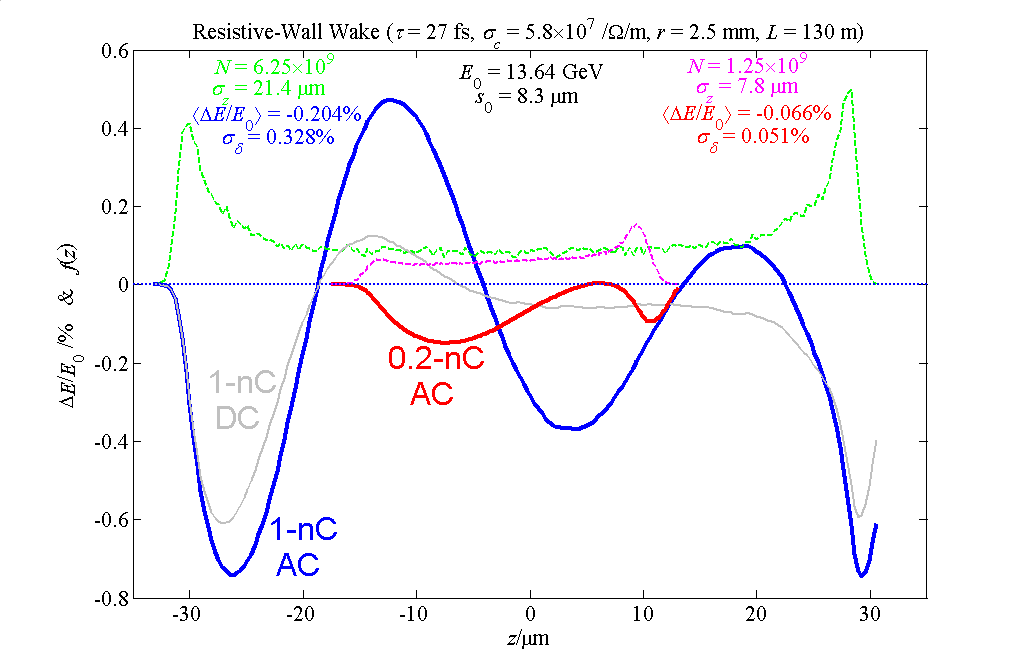 Resistive-Wall Wake (τ = 27 fs, σc = 5.8×10⁷ /Ω/m, r = 2.5 mm, L = 130 m)
N = 6.25×10⁹
σz = 21.4 μm
⟨ΔE/E₀⟩ = -0.204%
σδ = 0.328%
E₀ = 13.64 GeV
s₀ = 8.3 μm
N = 1.25×10⁹
σz = 7.8 μm
⟨ΔE/E₀⟩ = -0.066%
σδ = 0.051%
0.6
0.4
0.2
0
-0.2
-0.4
-0.6
-0.8
ΔE/E₀ /% & f(z)
0.2-nC
AC
1-nC
DC
1-nC
AC
-30
-20
-10
0
10
20
30
z/μm